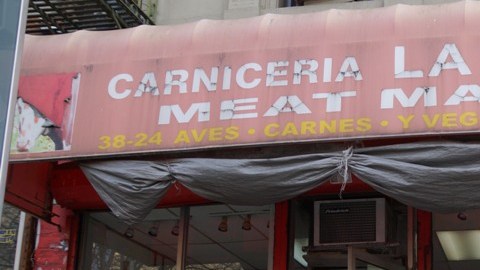 CARNICERIA LA
MEAT MA
38-24 AVES • CARNES • Y VEG